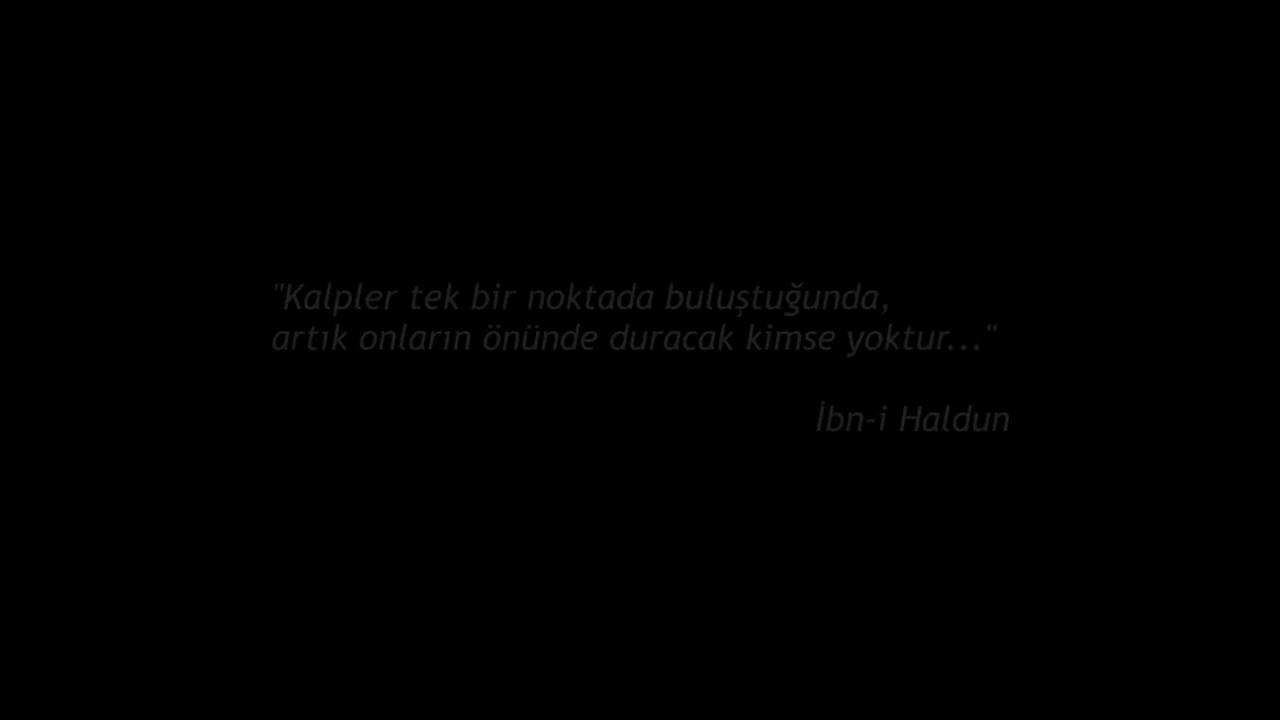 "Kalpler tek bir noktada buluştuğunda,
artık onların önünde duracak kimse yoktur..."
İbn-i Haldun